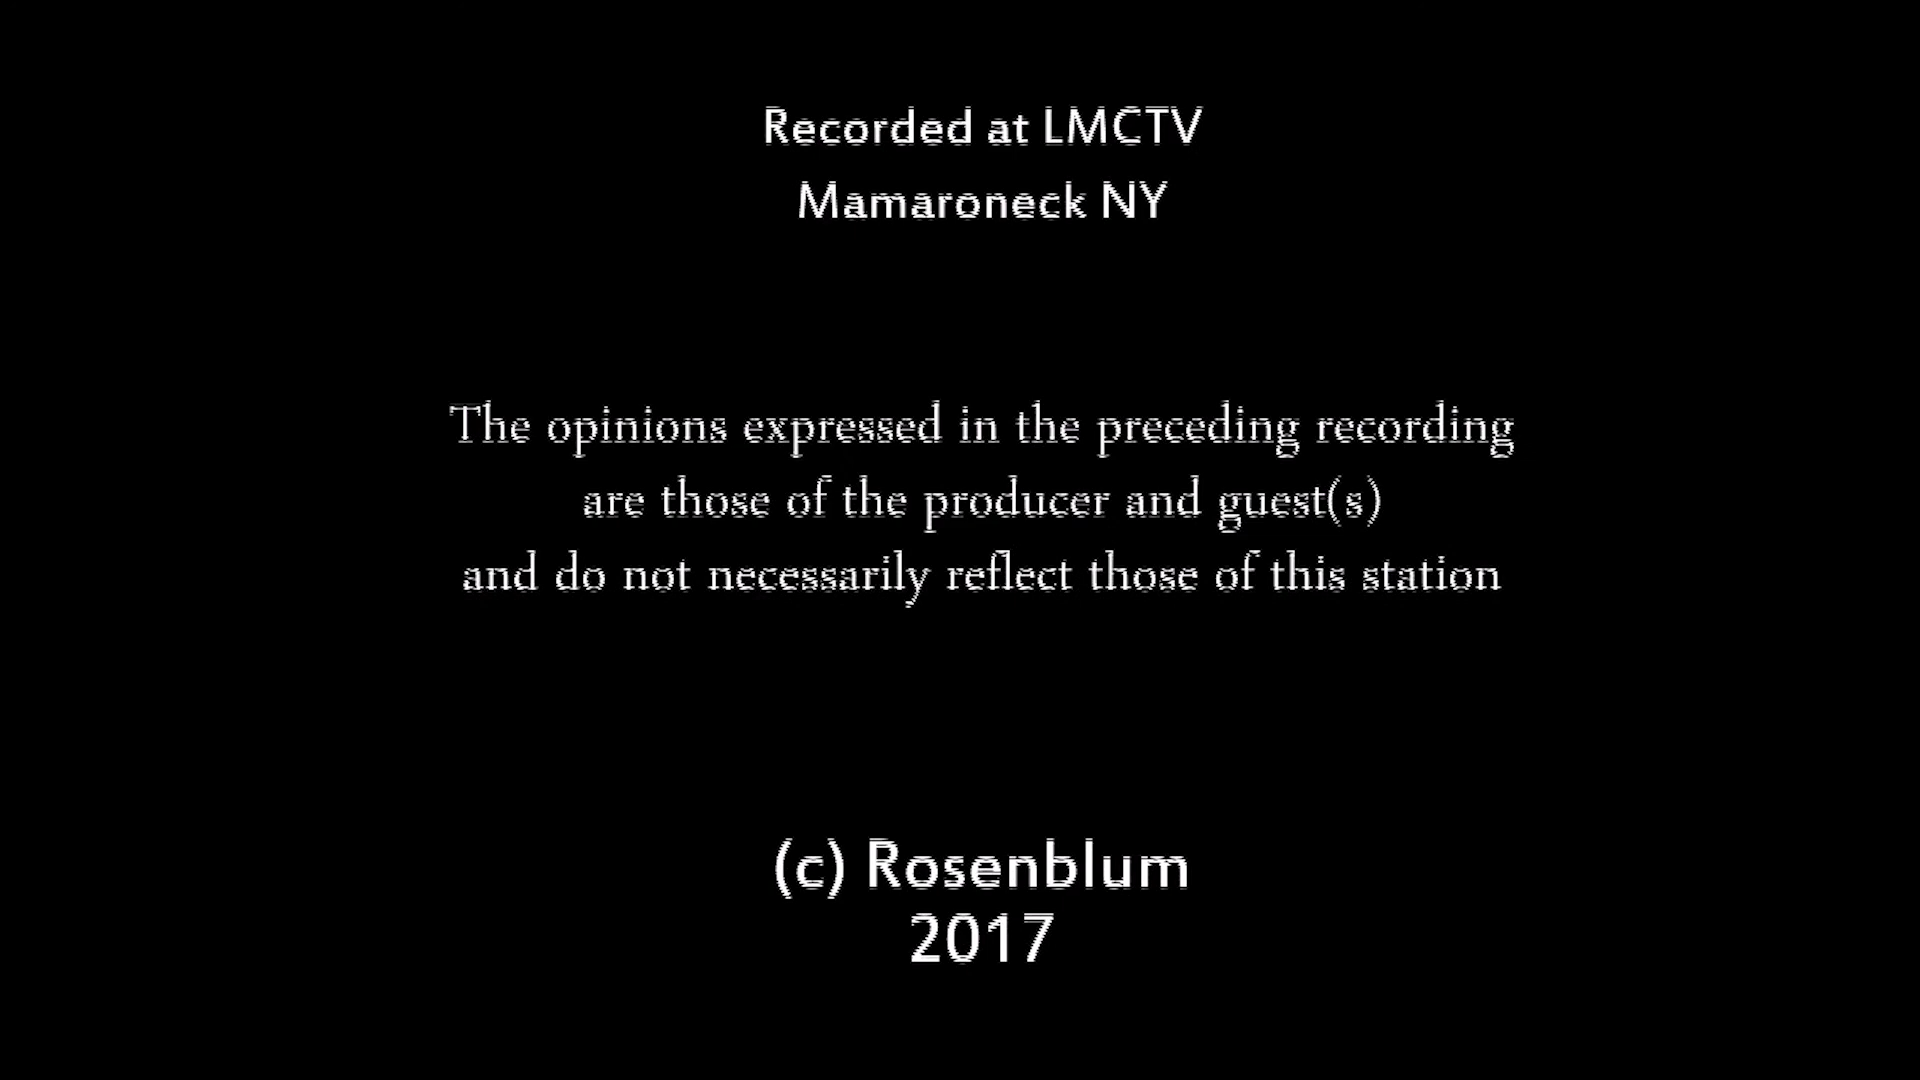 Recorded at LMCTV
Mamaroneck NY
The opinions expressed in the preceding recording
are those of the producer and guest(s)
and do not necessarily reflect those of this station
(c) Rosenblum
2017